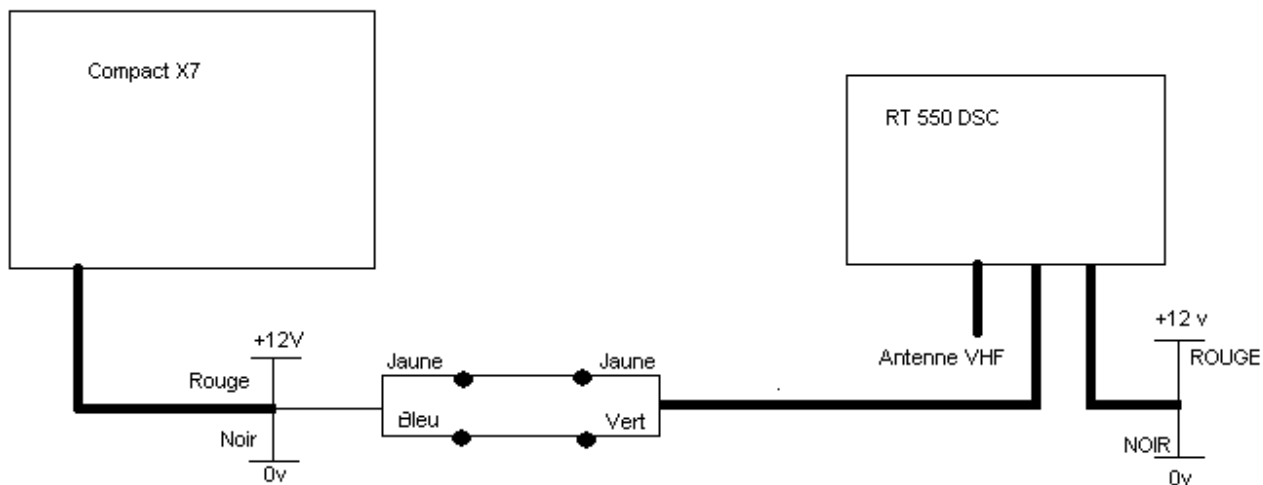 Compact X7
RT 550 DSC
+12V
Rouge
Noir
0v
Jaune
Jaune
Bleu
Vert
Antenne VHF
+12 v
ROUGE
NOIR
0v